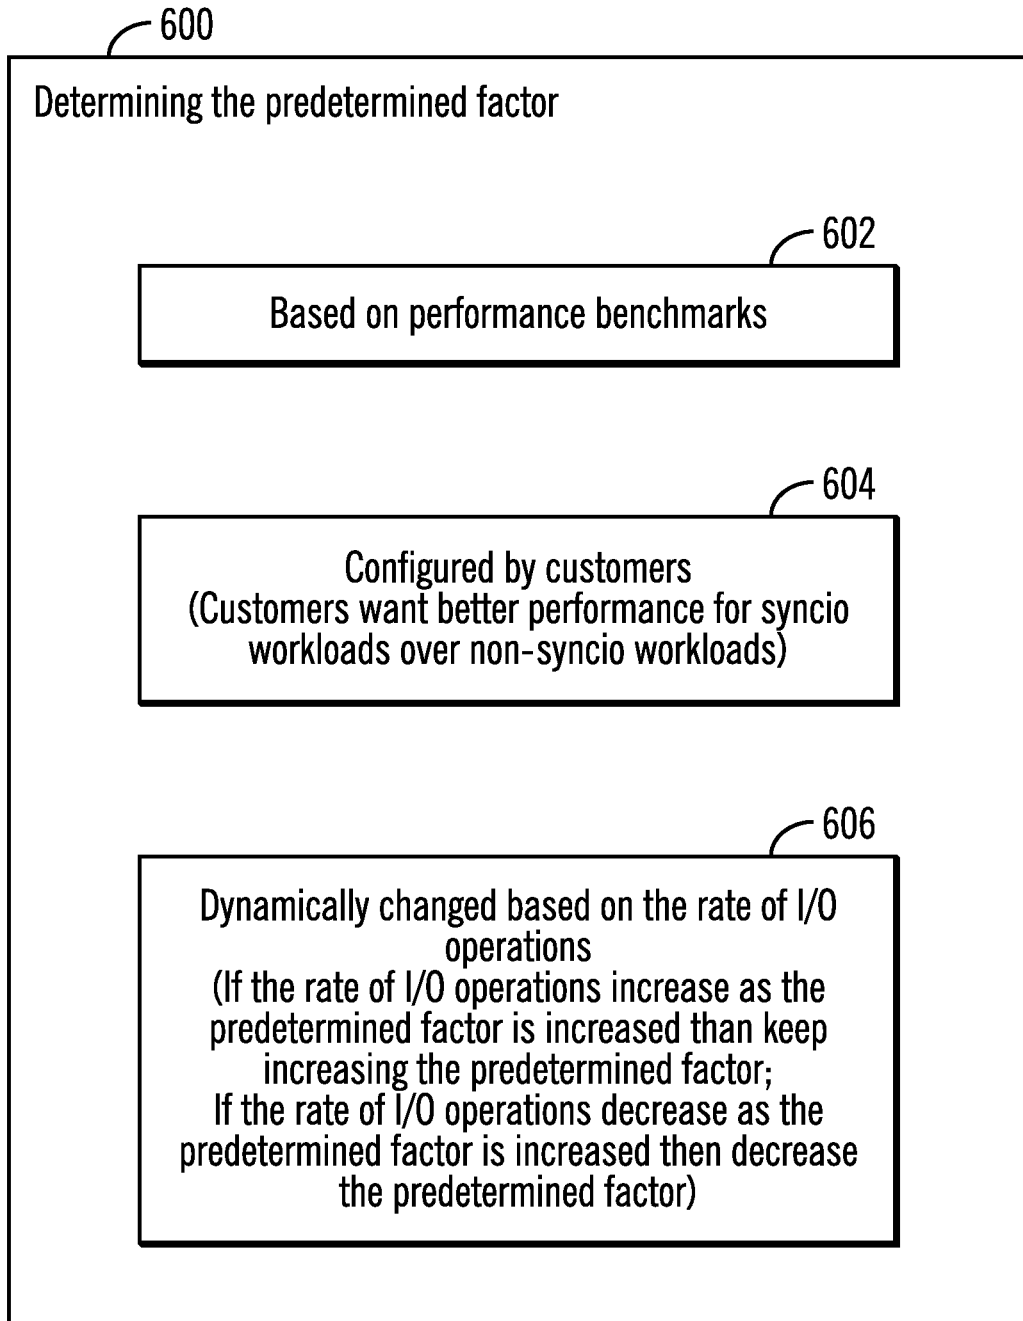 600
Determining the predetermined factor
602
Based on performance benchmarks
604
Configured by customers
(Customers want better performance for syncio
workloads over non-syncio workloads)
606
Dynamically changed based on the rate of I/O
operations
(If the rate of I/O operations increase as the
predetermined factor is increased than keep
increasing the predetermined factor;
If the rate of I/O operations decrease as the
predetermined factor is increased then decrease
the predetermined factor)